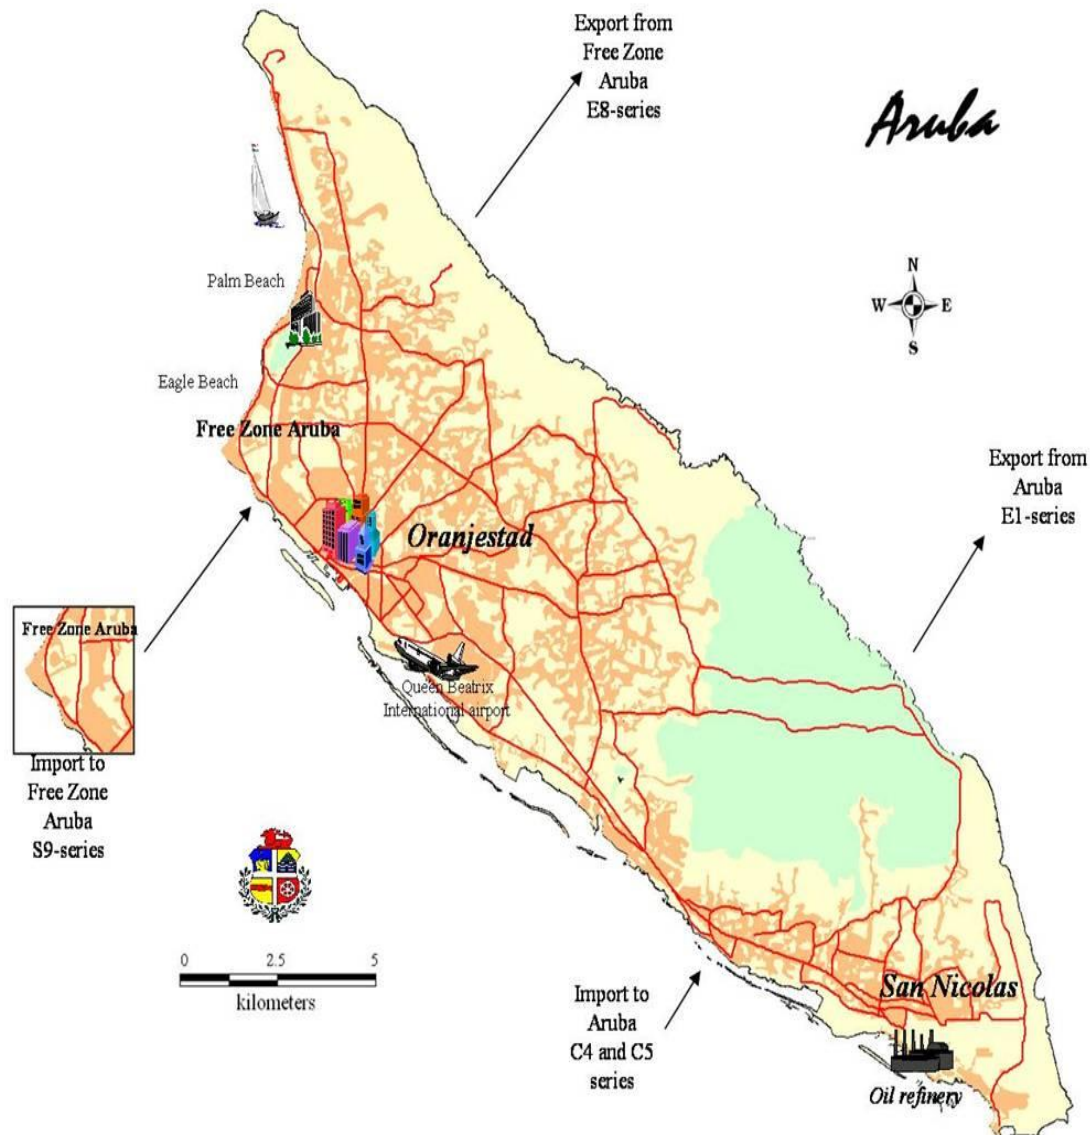 Export from
Free Zone
Aruba
E8-series
Aruba
N
W E
S
Palm Beach
Eagle Beach
Free Zone Aruba
Export from
Aruba
E1-series
Oranjestad
Free Zone Aruba
Queen Beatrix
International airport
Import to
Free Zone
Aruba
S9-series
0 2.5 5
kilometers
Import to
Aruba
C4 and C5
series
San Nicolas
Oil refinery